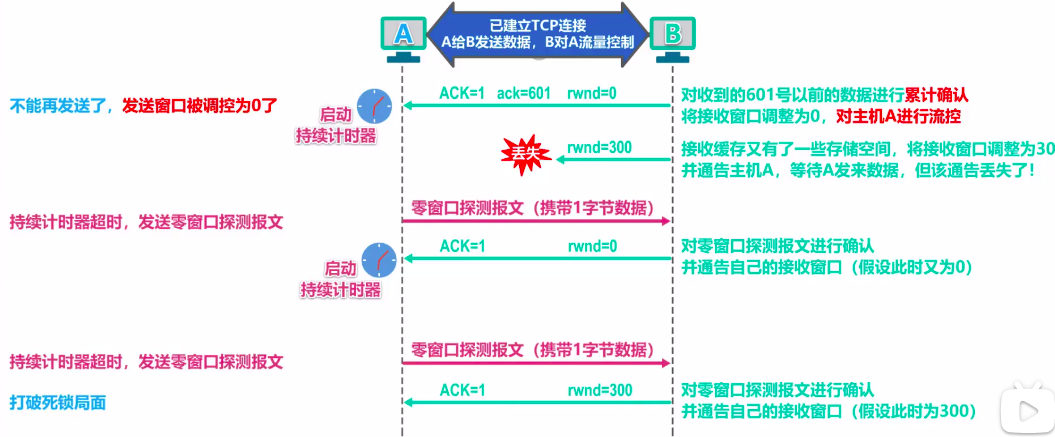 已建立TCP连接
A给B发送数据，B对A流量控制
A
B
不能再发送了，发送窗口被调控为0了
启动
持续计时器
ACK=1 ack=601 rwnd=0
对收到的601号以前的数据进行累计确认
将接收窗口调整为0，对主机A进行流控
丢失
rwnd=300
接收缓存又有了一些存储空间，将接收窗口调整为30
并通告主机A，等待A发来数据，但该通告丢失了！
持续计时器超时，发送零窗口探测报文
零窗口探测报文（携带1字节数据）
ACK=1 rwnd=0
对零窗口探测报文进行确认
并通告自己的接收窗口（假设此时又为0）
启动
持续计时器
持续计时器超时，发送零窗口探测报文
零窗口探测报文（携带1字节数据）
打破死锁局面
ACK=1 rwnd=300
对零窗口探测报文进行确认
并通告自己的接收窗口（假设此时为300）